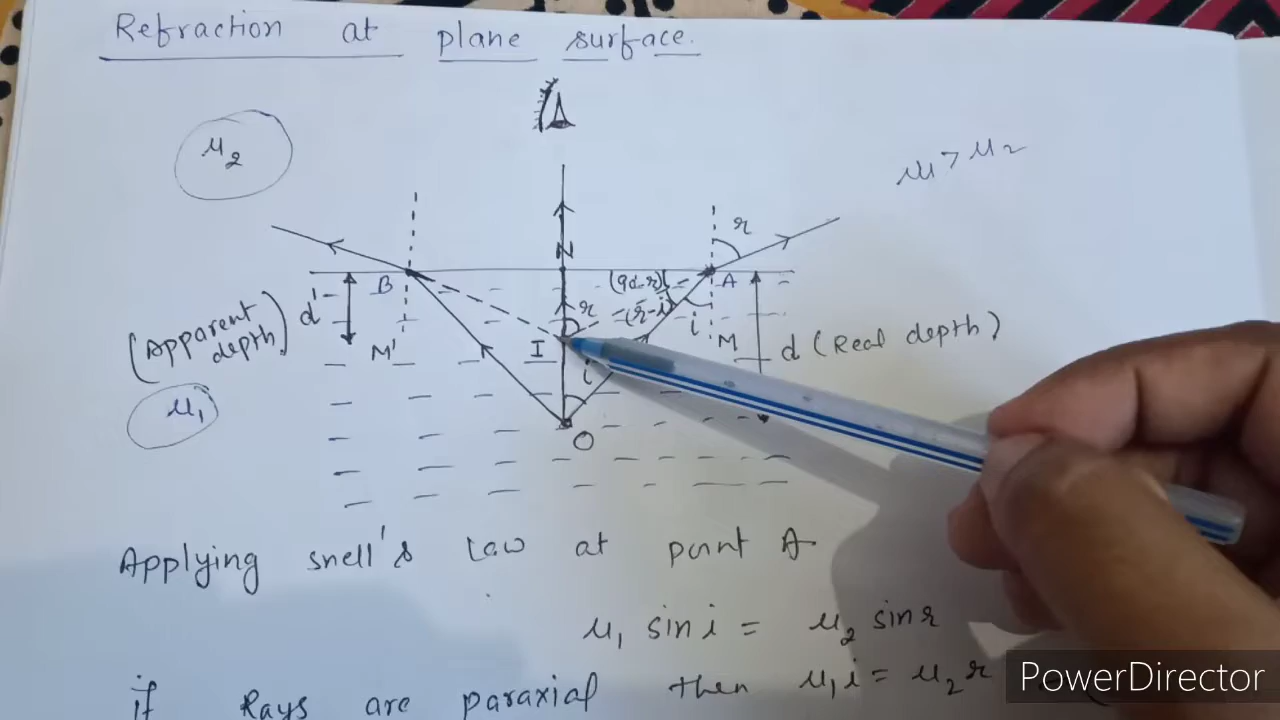 Refraction at plane surface.
μ2
μ1 > μ2
r
N
B
(90-r)
A
d'
r
(r-i)
i
(Apparent depth)
M'
I
M
d (Real depth)
i
μ1
O
Applying snell's law at point A
μ1 sin i = μ2 sin r
if Rays are paraxial then μ1 i = μ2 r
PowerDirector